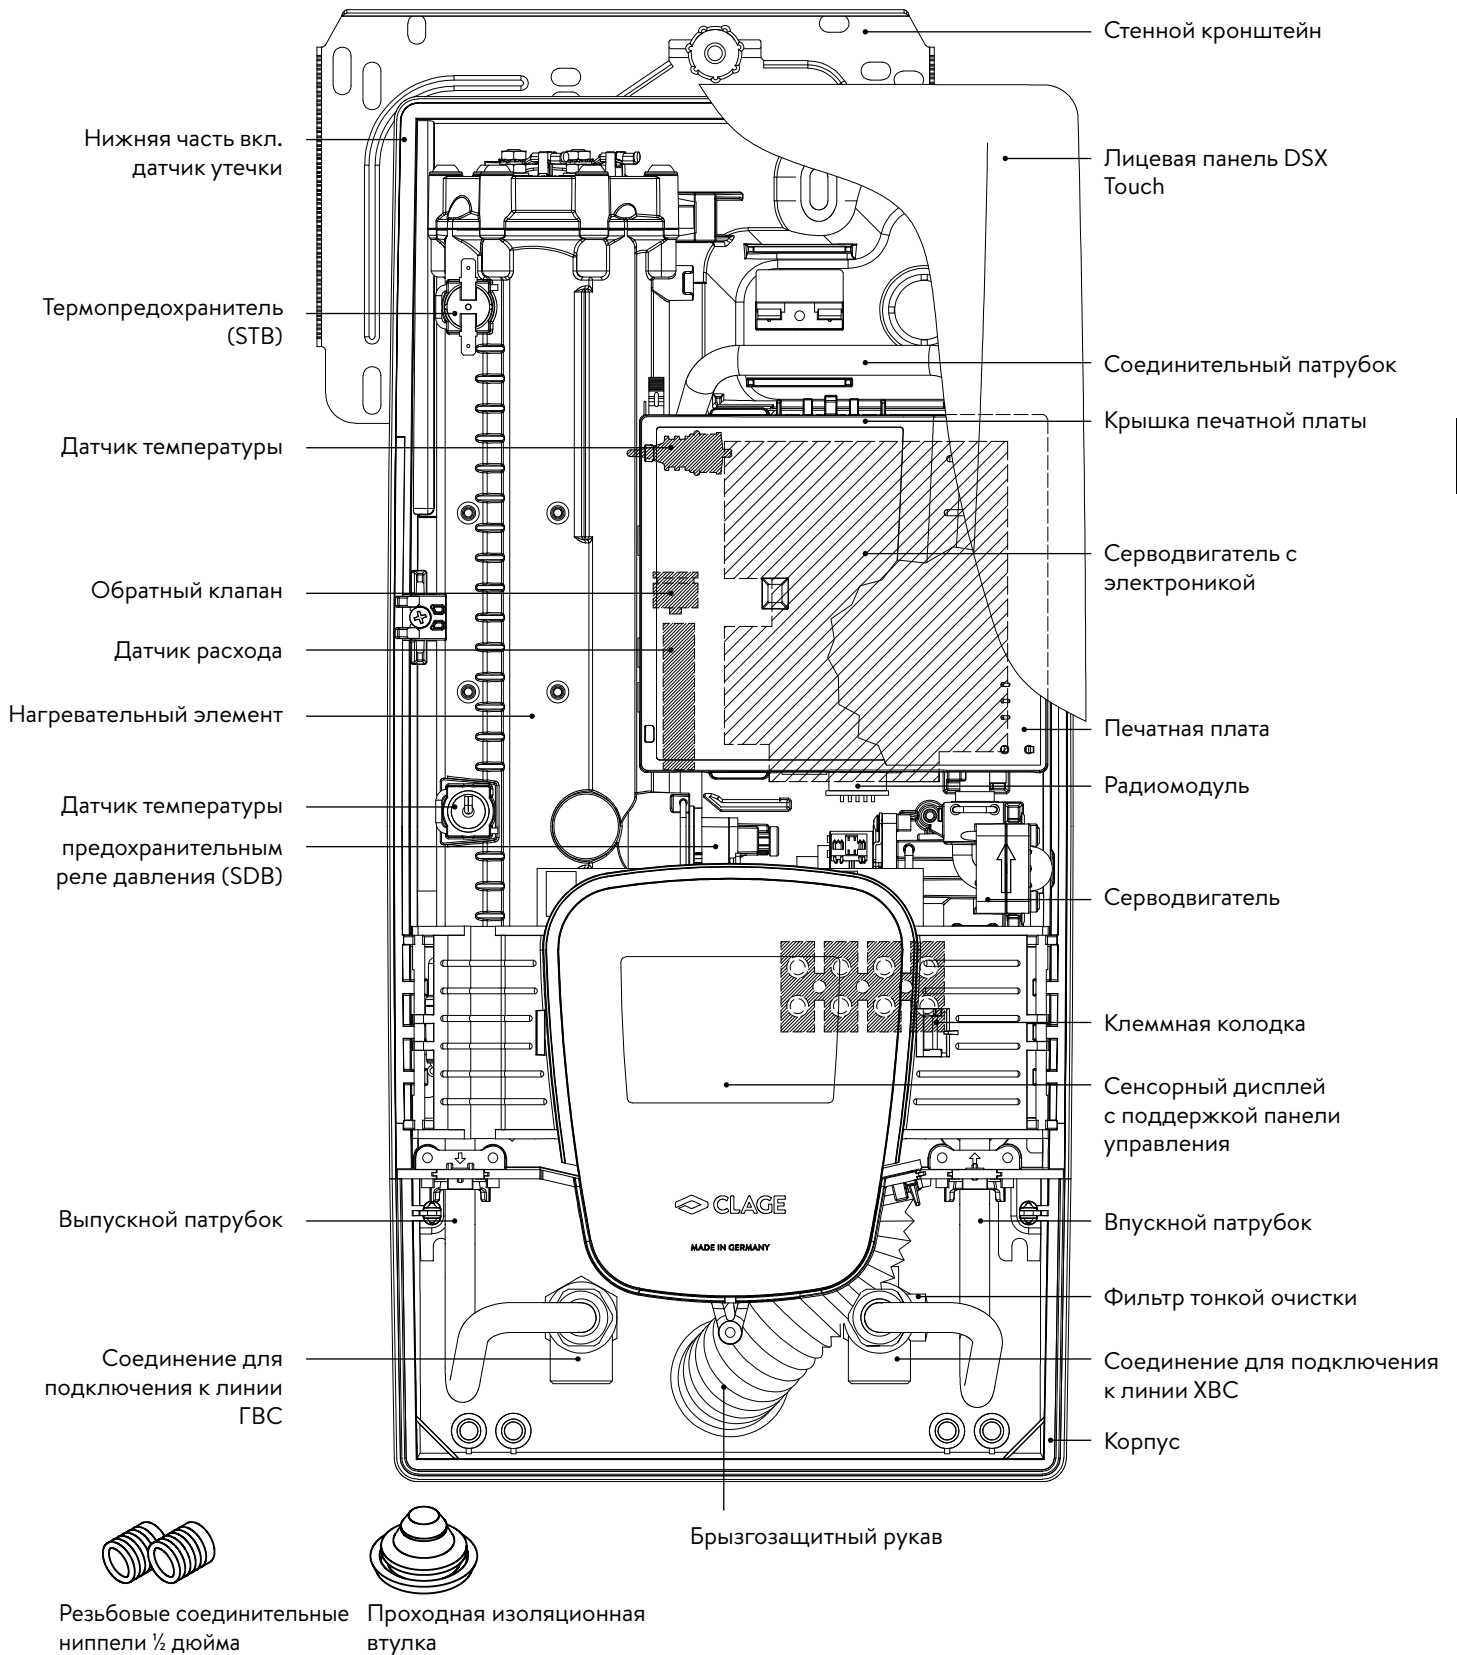 Стенной кронштейн
Нижняя часть вкл.
датчик утечки
Лицевая панель DSX
Touch
Термопредохранитель
(STB)
Соединительный патрубок
Крышка печатной платы
Датчик температуры
Серводвигатель с
электроникой
Обратный клапан
Датчик расхода
Нагревательный элемент
Печатная плата
Радиомодуль
Датчик температуры
предохранительным
реле давления (SDB)
Серводвигатель
Клеммная колодка
Сенсорный дисплей
с поддержкой панели
управления
CLAGE
MADE IN GERMANY
Выпускной патрубок
Впускной патрубок
Фильтр тонкой очистки
Соединение для
подключения к линии
ГВС
Соединение для подключения
к линии ХВС
Корпус
Брызгозащитный рукав
Резьбовые соединительные
ниппели ½ дюйма
Проходная изоляционная
втулка